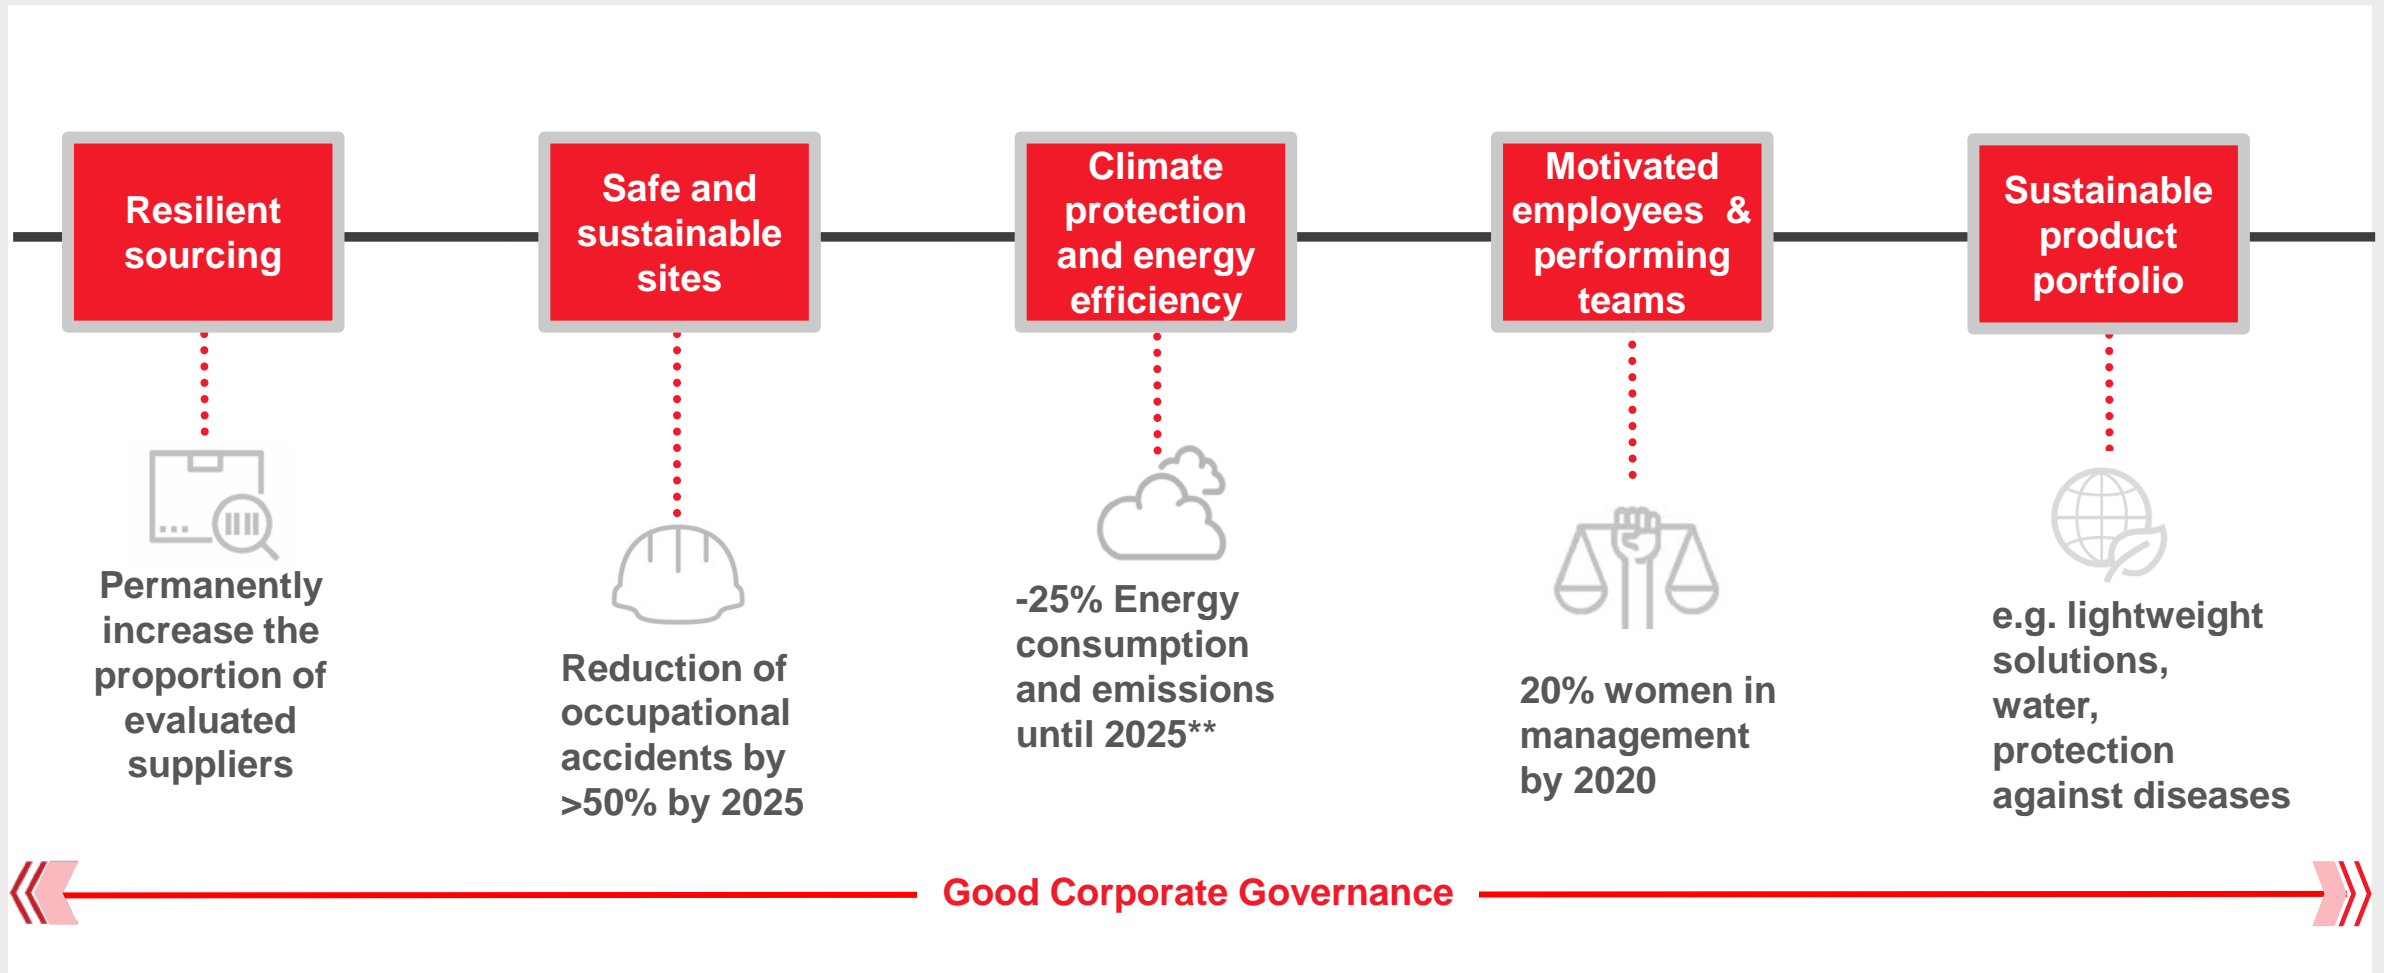 Resilient
sourcing
Safe and
sustainable
sites
Climate
protection
and energy
efficiency
Motivated
employees & 
performing
teams
Sustainable
product
portfolio
Permanently
increase the
proportion of
evaluated
suppliers
Reduction of
occupational
accidents by
>50% by 2025
-25% Energy
consumption
and emissions
until 2025**
20% women in
management
by 2020
e.g. lightweight
solutions,
water,
protection
against diseases
Good Corporate Governance